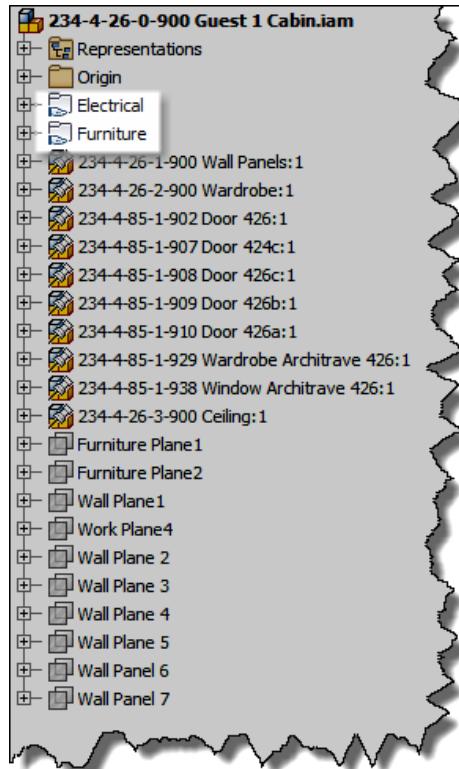 234-4-26-0-900 Guest 1 Cabin.iam
Representations
Origin
Electrical
Furniture
234-4-26-1-900 Wall Panels:1
234-4-26-2-900 Wardrobe:1
234-4-85-1-902 Door 426:1
234-4-85-1-907 Door 424c:1
234-4-85-1-908 Door 426c:1
234-4-85-1-909 Door 426b:1
234-4-85-1-910 Door 426a:1
234-4-85-1-929 Wardrobe Architrave 426:1
234-4-85-1-938 Window Architrave 426:1
234-4-26-3-900 Ceiling:1
Furniture Plane1
Furniture Plane2
Wall Plane1
Work Plane4
Wall Plane 2
Wall Plane 3
Wall Plane 4
Wall Plane 5
Wall Panel 6
Wall Panel 7